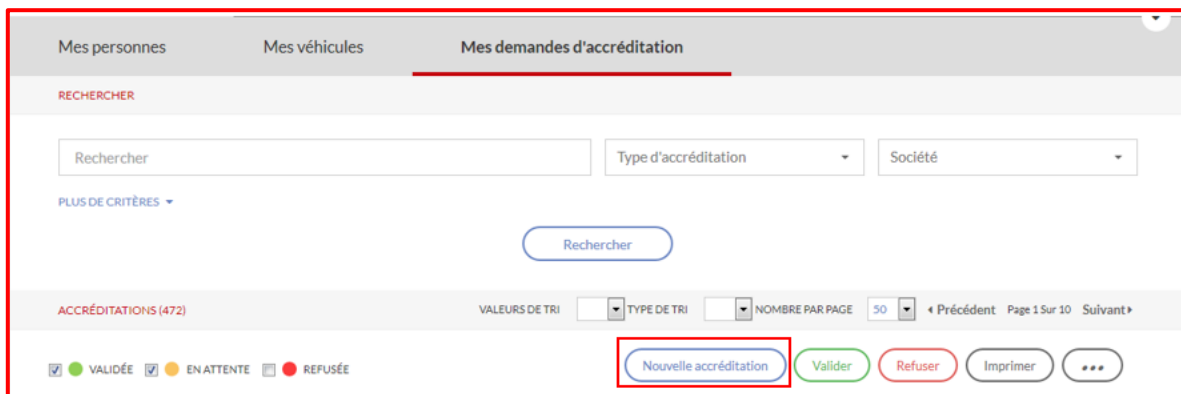 Mes personnes Mes véhicules Mes demandes d'accréditation
RECHERCHER
Rechercher Type d'accréditation Société
PLUS DE CRITÈRES
Rechercher
ACCRÉDITATIONS (472) VALEURS DE TRI TYPE DE TRI NOMBRE PAR PAGE 50 Précédent Page 1 Sur 10 Suivant
VALIDÉE EN ATTENTE REFUSÉE Nouvelle accréditation Valider Refuser Imprimer ...